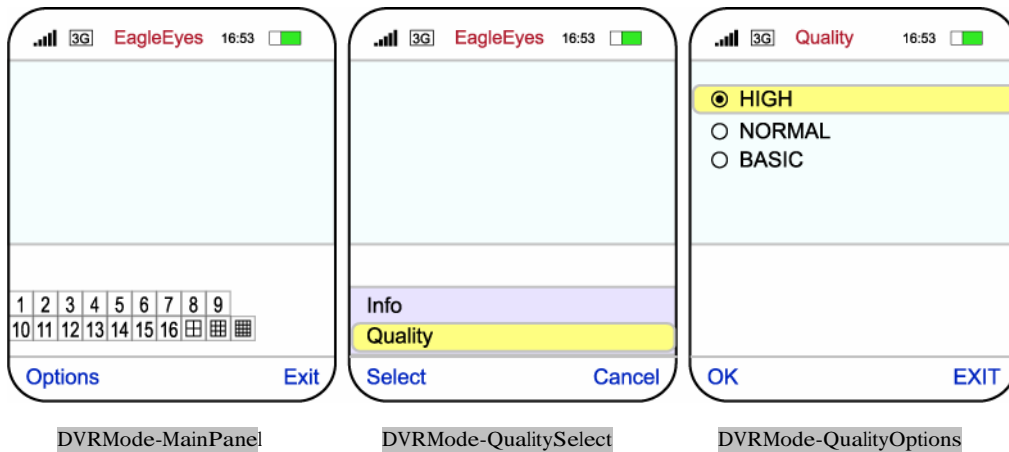 3G EagleEyes 16:53
1 2 3 4 5 6 7 8 9
10 11 12 13 14 15 16
Options Exit
DVRMode-MainPanel
3G EagleEyes 16:53
Info
Quality
Select Cancel
DVRMode-QualitySelect
3G Quality 16:53
HIGH
NORMAL
BASIC
OK EXIT
DVRMode-QualityOptions